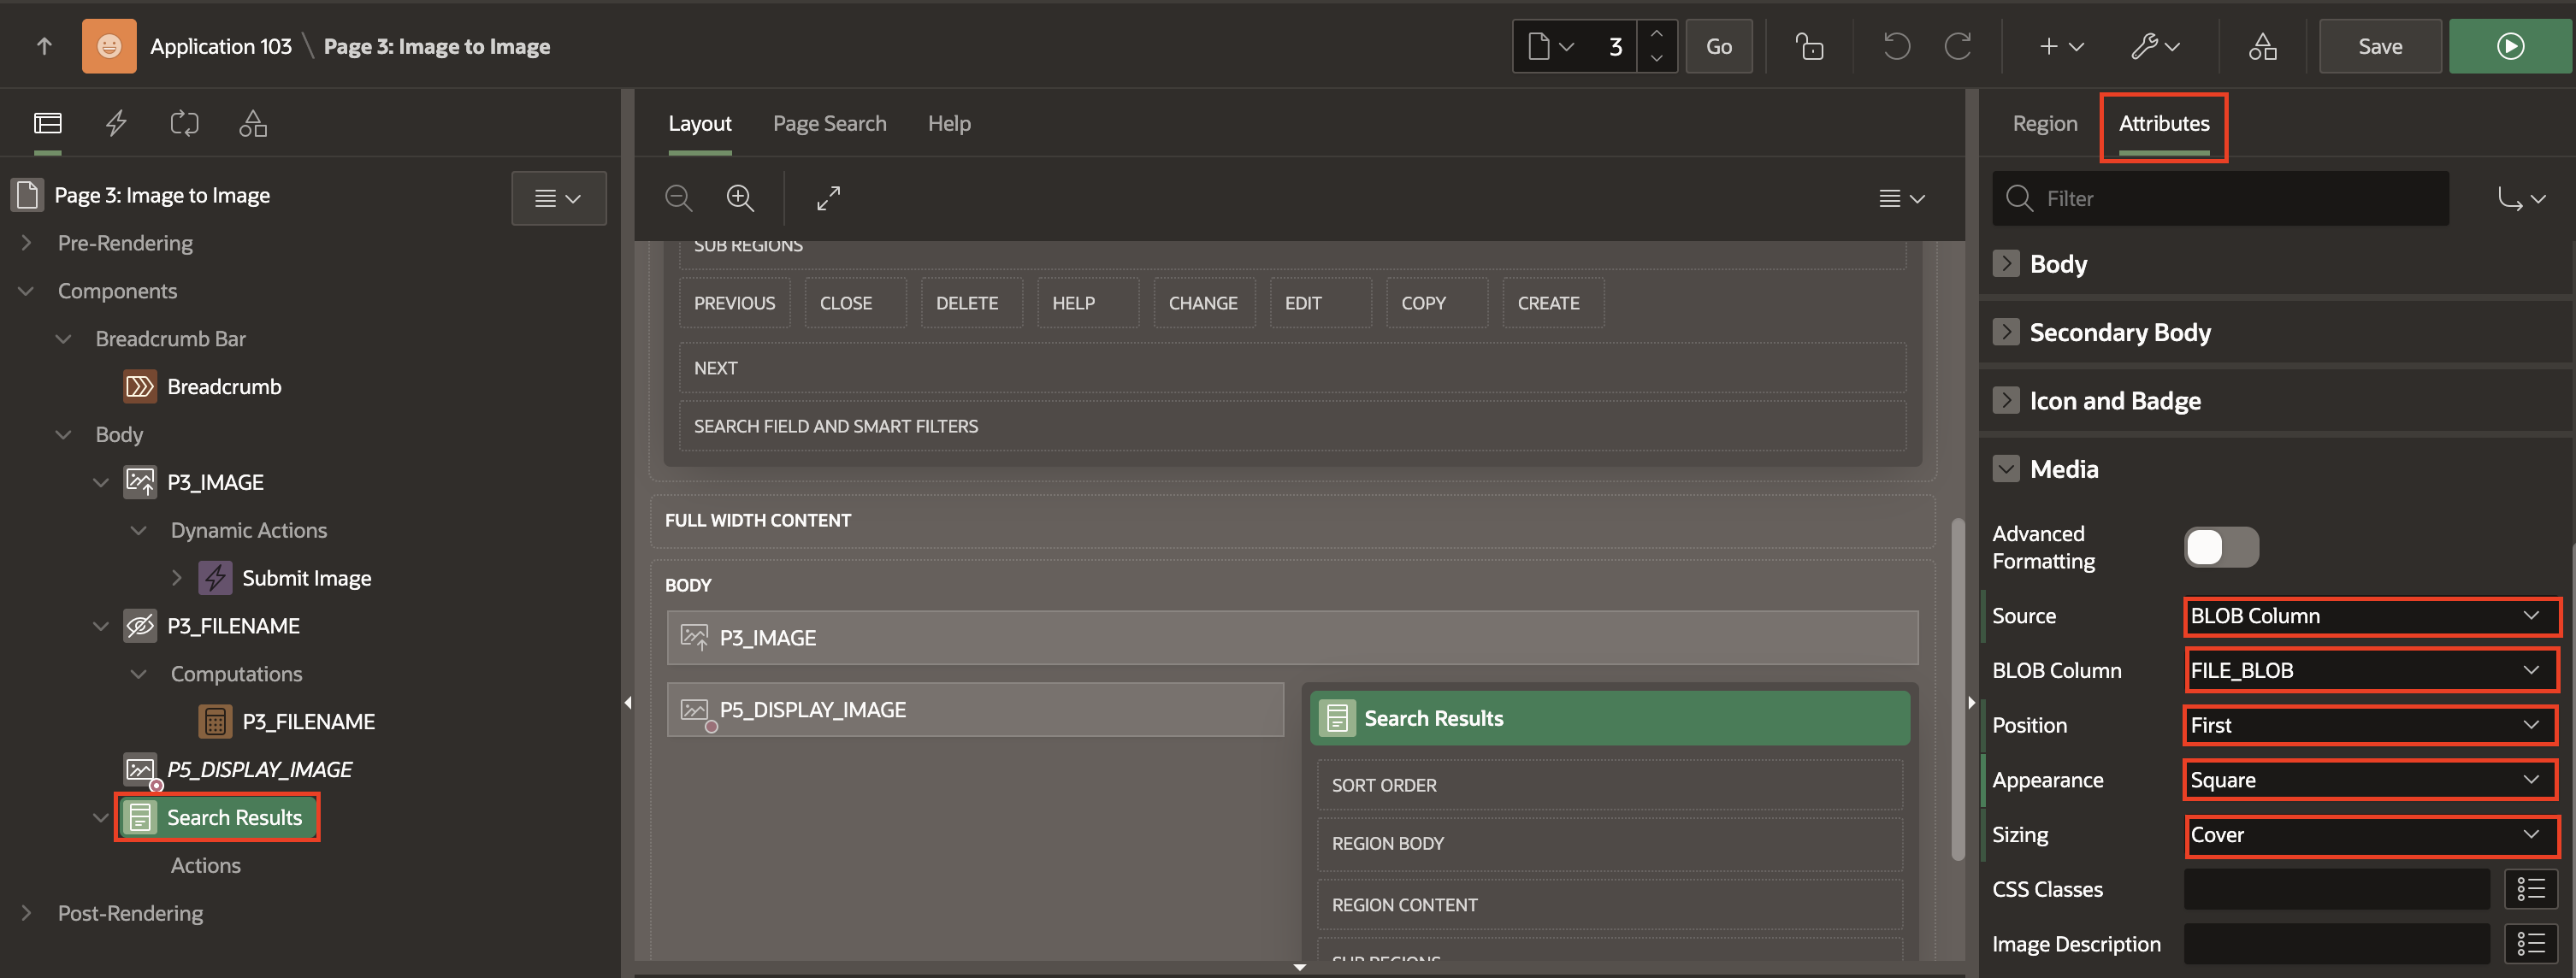 Application 103 \ Page 3: Image to Image
3
Go
Save
Page 3: Image to Image
Pre-Rendering
Components
Breadcrumb Bar
Breadcrumb
Body
P3_IMAGE
Dynamic Actions
Submit Image
P3_FILENAME
Computations
P3_FILENAME
P5_DISPLAY_IMAGE
Search Results
Actions
Post-Rendering
Layout Page Search Help
SUB REGIONS
PREVIOUS CLOSE DELETE HELP CHANGE EDIT COPY CREATE
NEXT
SEARCH FIELD AND SMART FILTERS
FULL WIDTH CONTENT
BODY
P3_IMAGE
P5_DISPLAY_IMAGE
Search Results
SORT ORDER
REGION BODY
REGION CONTENT
SUB REGIONS
Region Attributes
Filter
Body
Secondary Body
Icon and Badge
Media
Advanced
Formatting
Source BLOB Column
BLOB Column FILE_BLOB
Position First
Appearance Square
Sizing Cover
CSS Classes
Image Description